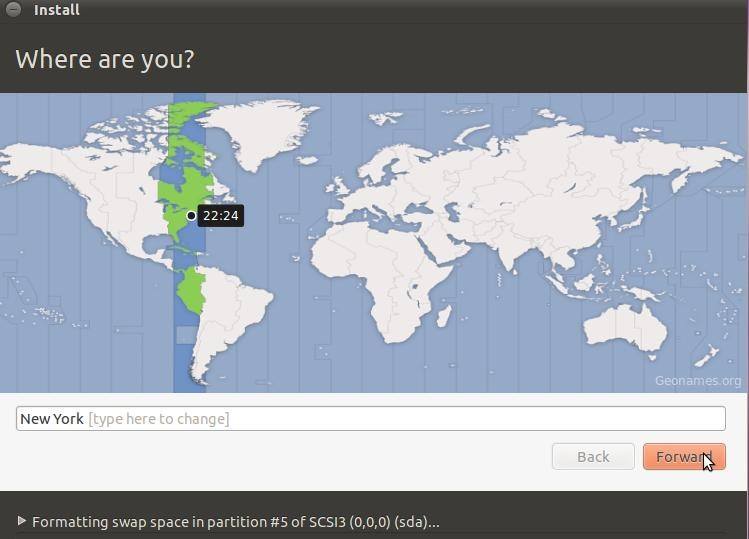 Install
Where are you?
22:24
Geonames.org
New York [type here to change]
Back
Forward
Formatting swap space in partition #5 of SCSI3 (0,0,0) (sda)...